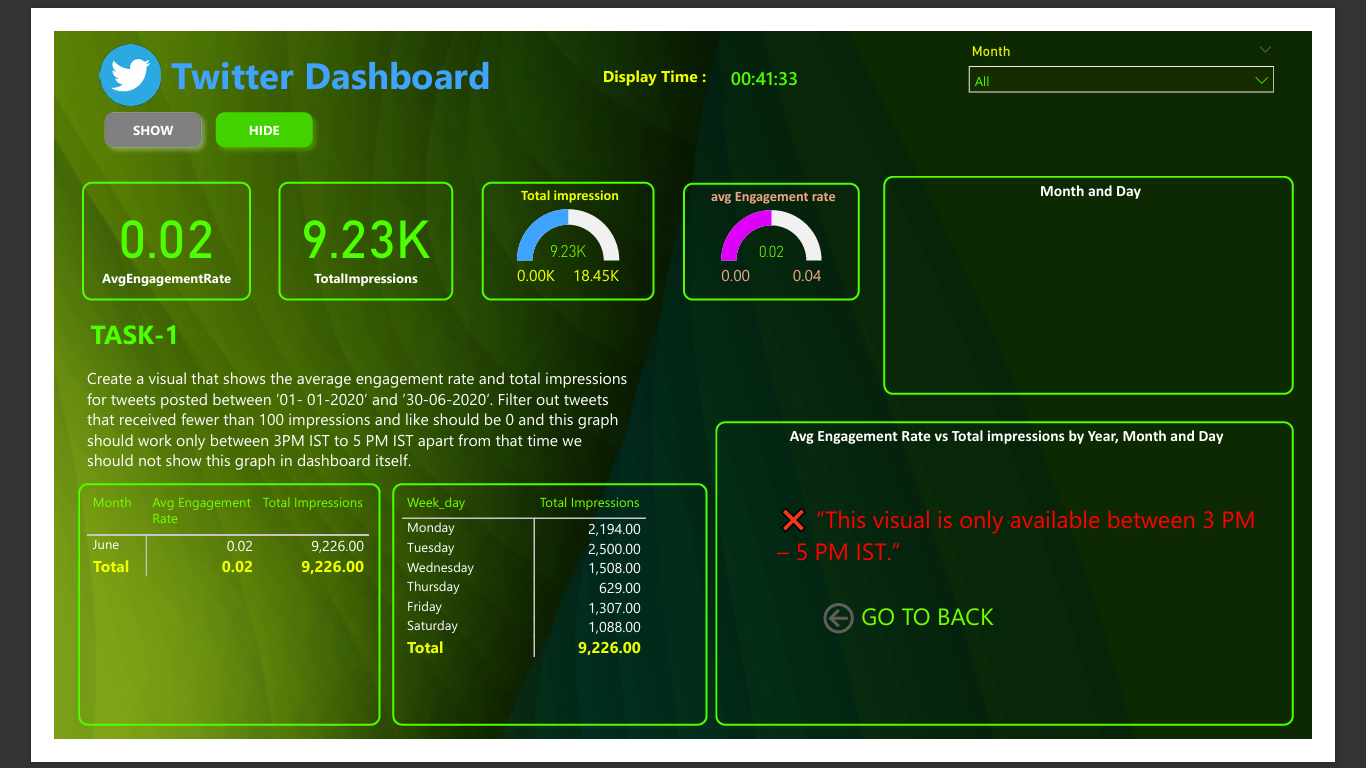 Twitter Dashboard
Display Time :
00:41:33
Month
All
SHOW
HIDE
0.02
AvgEngagementRate
9.23K
TotalImpressions
Total impression
9.23K
0.00K
18.45K
avg Engagement rate
0.02
0.00
0.04
Month and Day
TASK-1
Create a visual that shows the average engagement rate and total impressions
for tweets posted between ‘01- 01-2020’ and ‘30-06-2020’. Filter out tweets
that received fewer than 100 impressions and like should be 0 and this graph
should work only between 3PM IST to 5 PM IST apart from that time we
should not show this graph in dashboard itself.
Month Avg Engagement Total Impressions
Rate
June 0.02 9,226.00
Total 0.02 9,226.00
Week_day Total Impressions
Monday 2,194.00
Tuesday 2,500.00
Wednesday 1,508.00
Thursday 629.00
Friday 1,307.00
Saturday 1,088.00
Total 9,226.00
Avg Engagement Rate vs Total impressions by Year, Month and Day
❌ “This visual is only available between 3 PM
– 5 PM IST.”
GO TO BACK